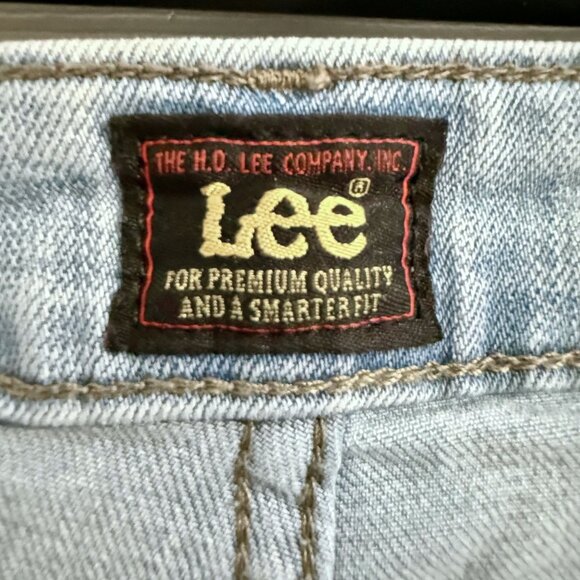 THE H.D. LEE COMPANY, INC.
Lee®
FOR PREMIUM QUALITY
AND A SMARTER FIT